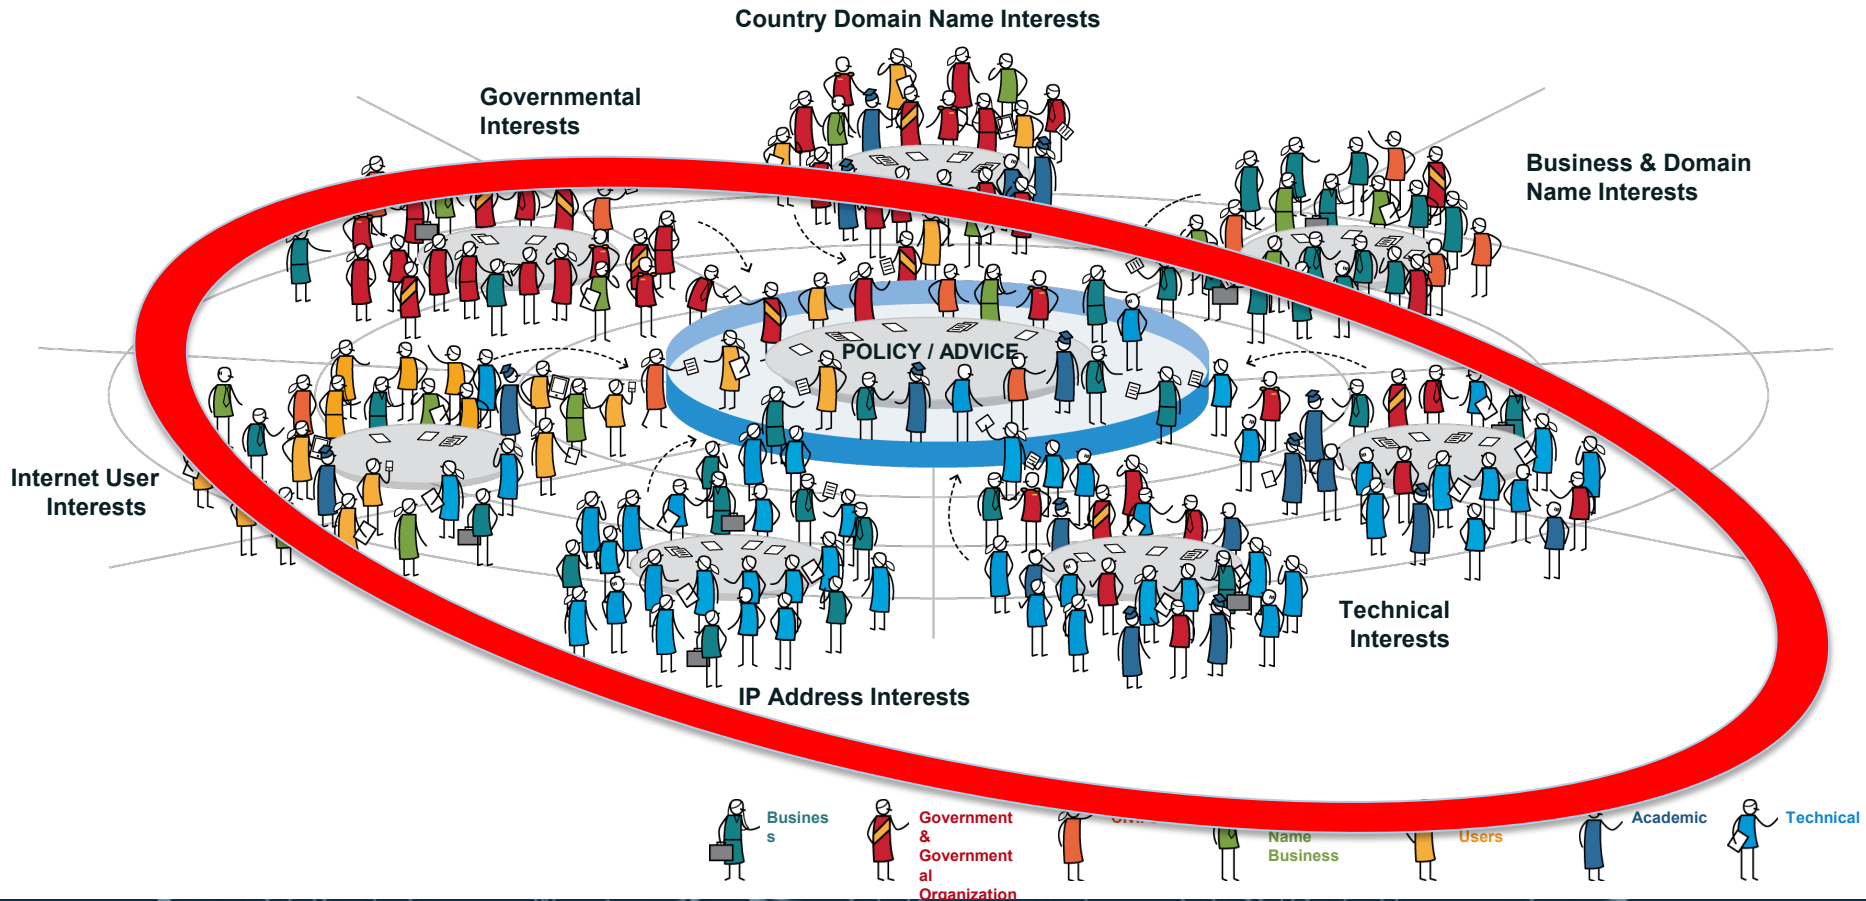 Country Domain Name Interests
Governmental
Interests
Business & Domain
Name Interests
POLICY / ADVICE
Internet User
Interests
Technical
Interests
IP Address Interests
Busines
s
Government
&
Government
al
Organization
Name
Business
Users
Academic
Technical